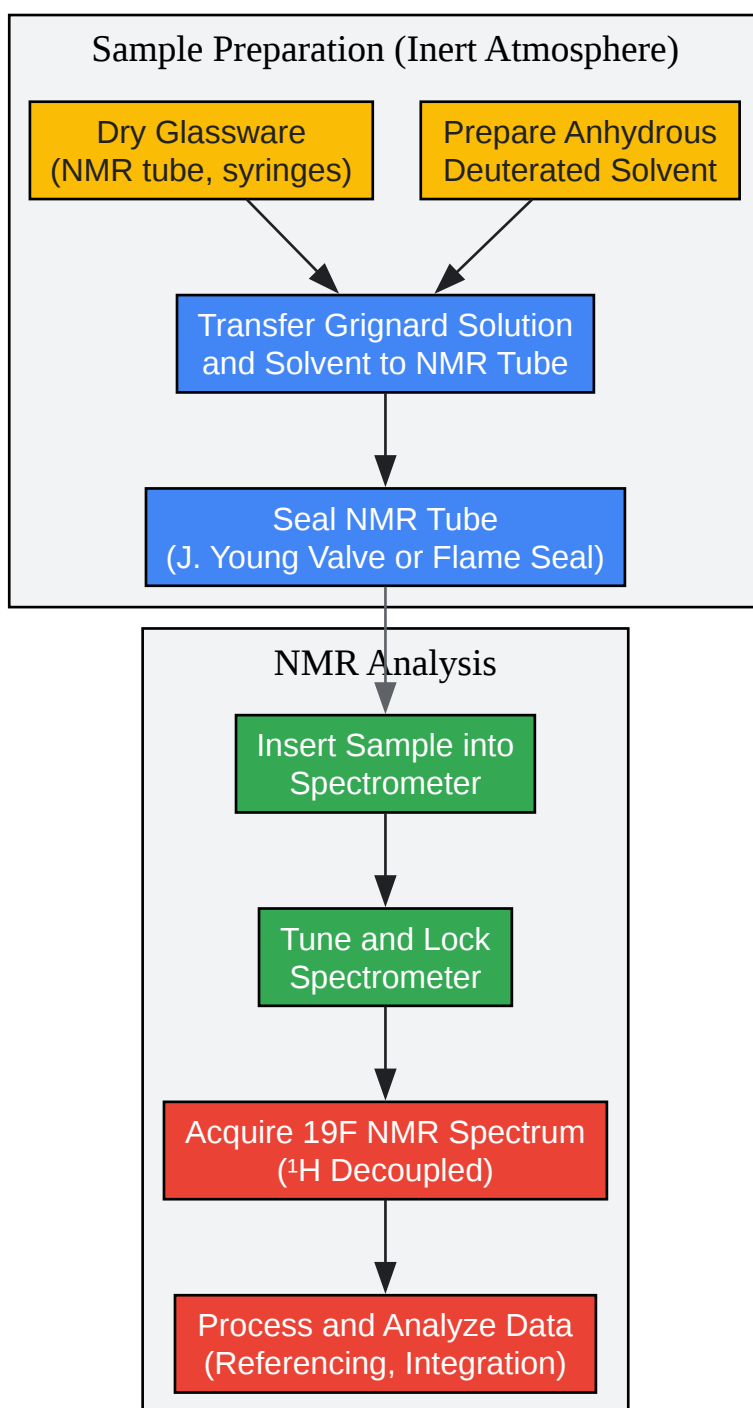 Sample Preparation (Inert Atmosphere)
Dry Glassware
(NMR tube, syringes)
Prepare Anhydrous
Deuterated Solvent
Transfer Grignard Solution
and Solvent to NMR Tube
Seal NMR Tube
(J. Young Valve or Flame Seal)
NMR Analysis
Insert Sample into
Spectrometer
Tune and Lock
Spectrometer
Acquire 19F NMR Spectrum
(¹H Decoupled)
Process and Analyze Data
(Referencing, Integration)